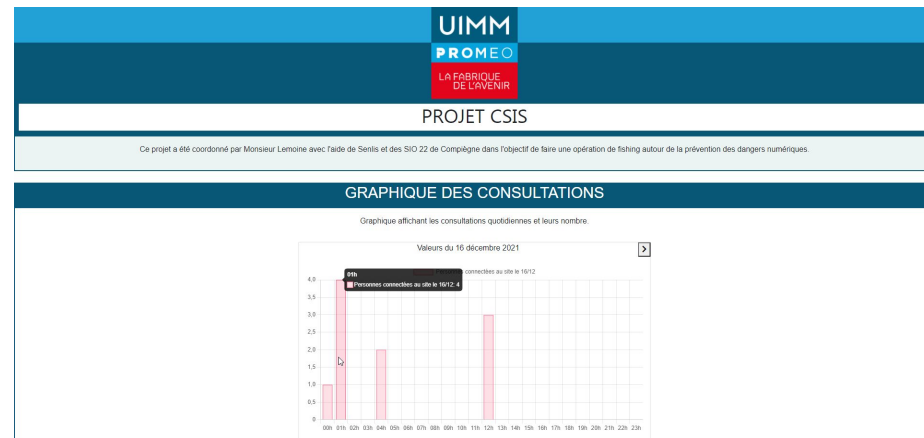 UIMM
PROMEO
LA FABRIQUE
DE L'AVENIR
PROJET CSIS
Ce projet a été coordonné par Monsieur Lemoine avec l'aide de Senlis et des SIO 22 de Compiègne dans l'objectif de faire une opération de fishing autour de la prévention des dangers numériques.
GRAPHIQUE DES CONSULTATIONS
Graphique affichant les consultations quotidiennes et leurs nombre.
Valeurs du 16 décembre 2021
connectées au site le 16/12
01h
Personnes connectées au site le 16/12: 4
4,0
3,5
3,0
2,5
2,0
1,5
1,0
0,5
0
00h 01h 02h 03h 04h 05h 06h 07h 08h 09h 10h 11h 12h 13h 14h 15h 16h 17h 18h 19h 20h 21h 22h 23h